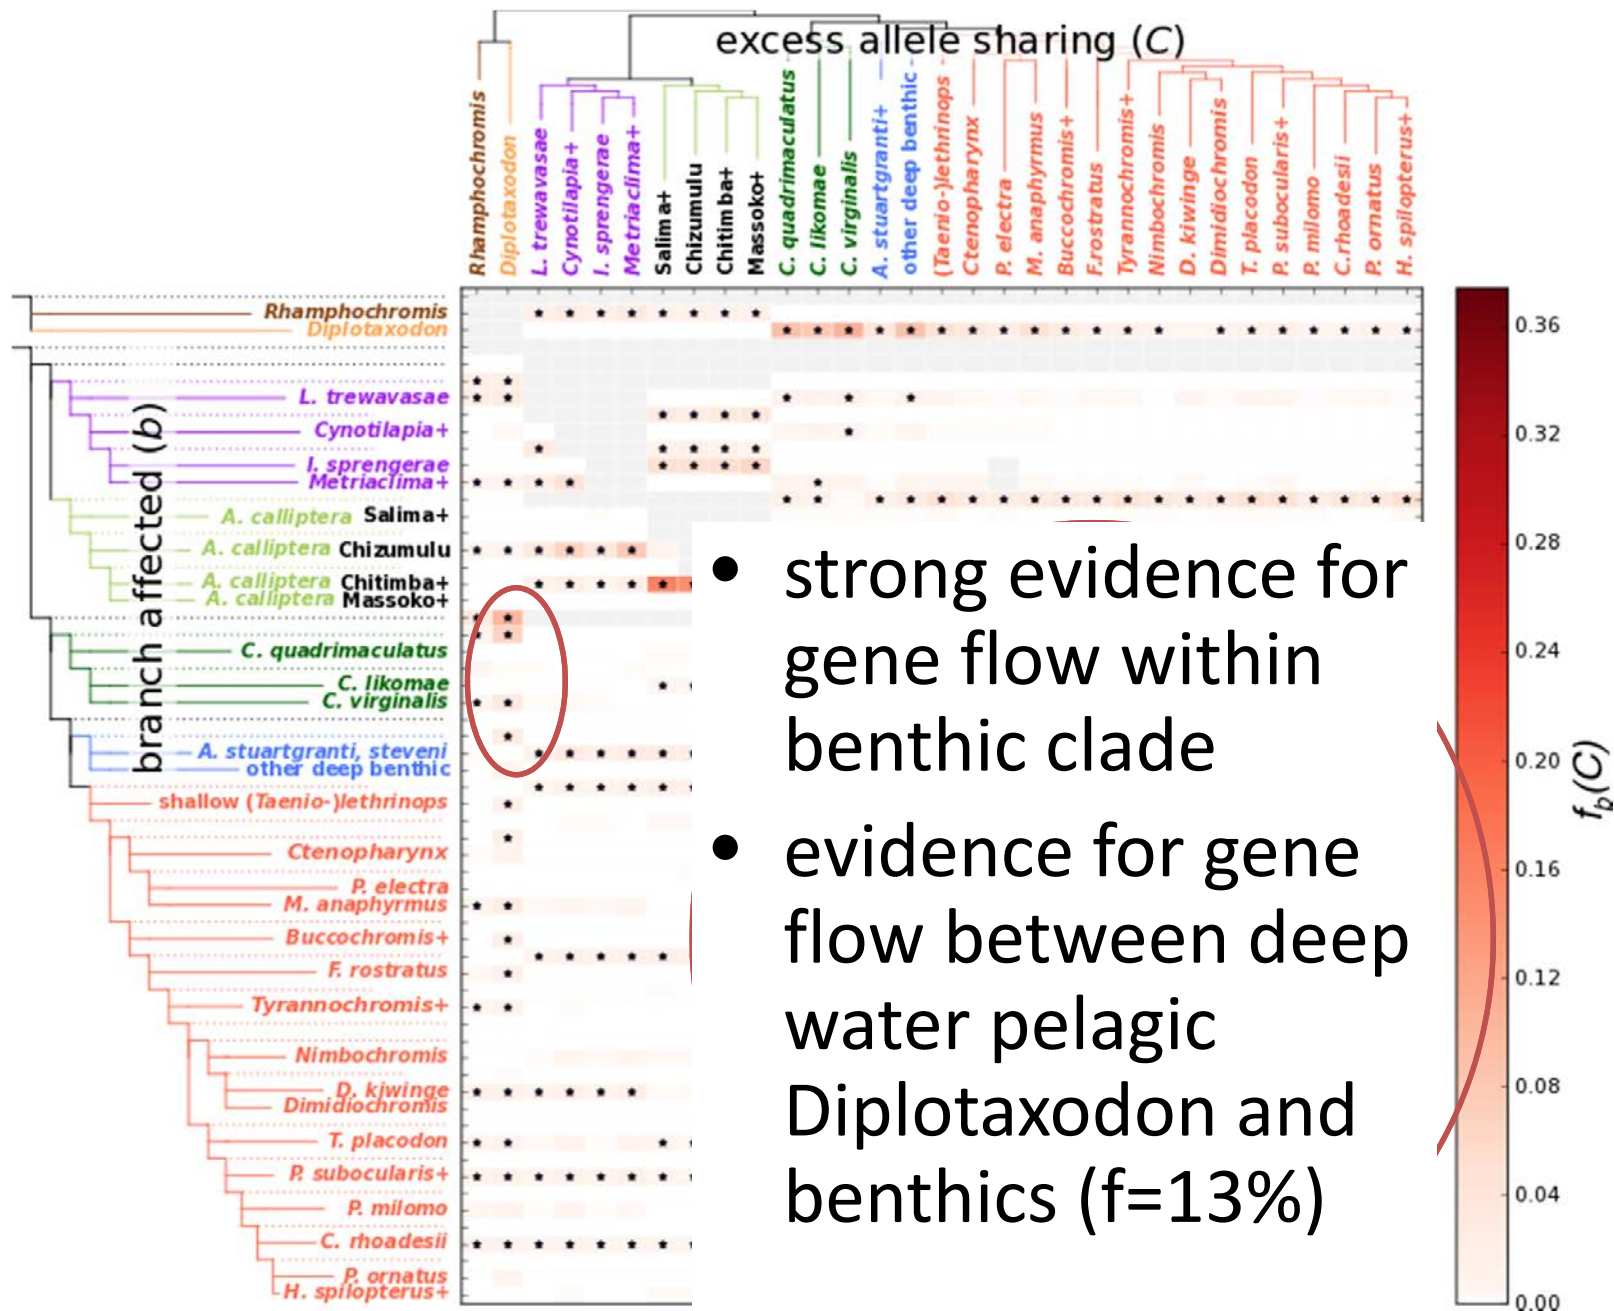 excess allele sharing (C)
Rhamphochromis
Diplotaxodon
L. trewavasae
Cynotilapia+
I. sprengerae
Metriaclima+
Salima+
Chizumulu
Chitimba+
Massoko+
C. quadrimaculatus
C. likomae
C. virginalis
A. stuartgranti+
other deep benthic
(Taenio-)lethrinops
Ctenopharynx
P. electra
M. anaphyrmus
Buccochromis+
F.rostratus
Tyrannochromis+
Nimbochromis
D. kiwinge
Dimidiochromis
T. placodon
P. subocularis+
P. milomo
C.rhoadesii
P. ornatus
H. spilopterus+
branch affected (b)
Rhamphochromis
Diplotaxodon
L. trewavasae
Cynotilapia+
I. sprengerae
Metriaclima+
A. calliptera Salima+
A. calliptera Chizumulu
A. calliptera Chitimba+
A. calliptera Massoko+
C. quadrimaculatus
C. likomae
C. virginalis
A. stuartgranti, steveni
other deep benthic
shallow (Taenio-)lethrinops
Ctenopharynx
P. electra
M. anaphyrmus
Buccochromis+
F. rostratus
Tyrannochromis+
Nimbochromis
D. kiwinge
Dimidiochromis
T. placodon
P. subocularis+
P. milomo
C. rhoadesii
P. ornatus
H. spilopterus+
• strong evidence for
gene flow within
benthic clade
• evidence for gene
flow between deep
water pelagic
Diplotaxodon and
benthics (f=13%)
0.36
0.32
0.28
0.24
0.20
0.16
0.12
0.08
0.04
0.00
fb(C)